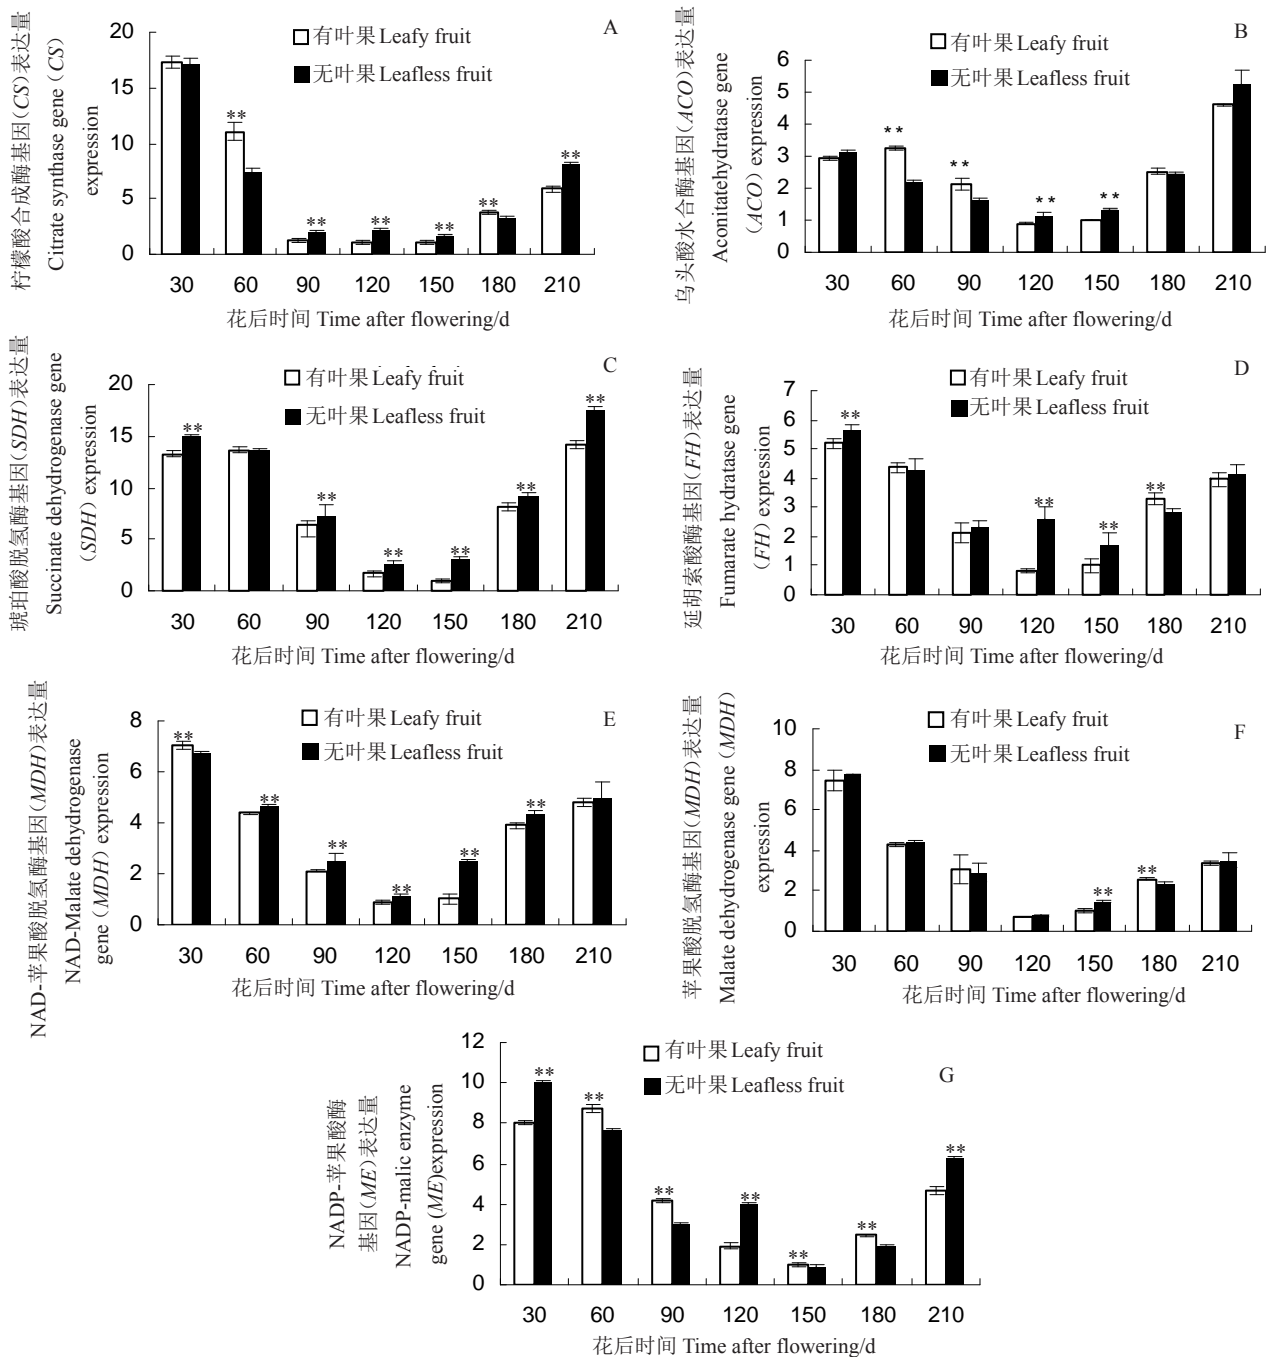 柠檬酸合成酶基因(CS)表达量
Citrate synthase gene (CS)
expression
20
15
10
5
0
有叶果 Leafy fruit
无叶果 Leafless fruit
A
**
**
**
**
**
**
30 60 90 120 150 180 210
花后时间 Time after flowering/d
乌头酸水合酶基因(ACO)表达量
Aconitatehydratase gene
(ACO) expression
6
5
4
3
2
1
0
有叶果 Leafy fruit
无叶果 Leafless fruit
B
**
**
**
**
30 60 90 120 150 180 210
花后时间 Time after flowering/d
琥珀酸脱氢酶基因(SDH)表达量
Succinate dehydrogenase gene
(SDH) expression
20
15
10
5
0
有叶果 Leafy fruit
无叶果 Leafless fruit
C
**
**
**
**
**
**
30 60 90 120 150 180 210
花后时间 Time after flowering/d
延胡索酸酶基因(FH)表达量
Fumarate hydratase gene
(FH) expression
7
6
5
4
3
2
1
0
有叶果 Leafy fruit
无叶果 Leafless fruit
D
**
**
**
**
30 60 90 120 150 180 210
花后时间 Time after flowering/d
NAD-苹果酸脱氢酶基因(MDH)表达量
NAD-Malate dehydrogenase
gene (MDH) expression
8
6
4
2
0
有叶果 Leafy fruit
无叶果 Leafless fruit
E
**
**
**
**
**
**
30 60 90 120 150 180 210
花后时间 Time after flowering/d
苹果酸脱氢酶基因(MDH)表达量
Malate dehydrogenase gene (MDH)
expression
10
8
6
4
2
0
有叶果 Leafy fruit
无叶果 Leafless fruit
F
**
**
30 60 90 120 150 180 210
花后时间 Time after flowering/d
NADP-苹果酸酶
基因(ME)表达量
NADP-malic enzyme
gene (ME)expression
12
10
8
6
4
2
0
有叶果 Leafy fruit
无叶果 Leafless fruit
G
**
**
**
**
**
**
**
30 60 90 120 150 180 210
花后时间 Time after flowering/d